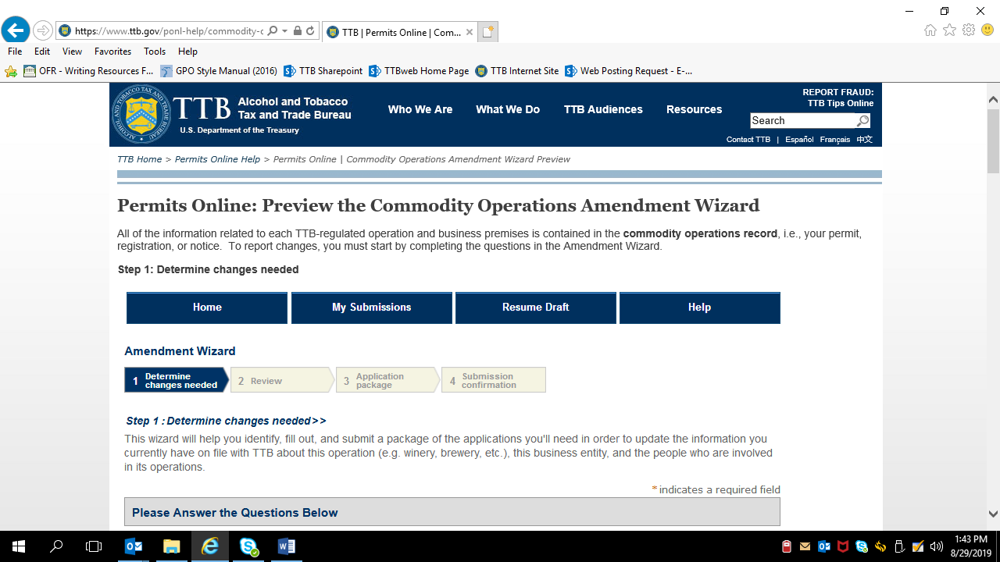 https://www.ttb.gov/ponl-help/commodity-c
TTB | Permits Online | Com...
File Edit View Favorites Tools Help
OFR - Writing Resources F... GPO Style Manual (2016) TTB Sharepoint TTBweb Home Page TTB Internet Site Web Posting Request - E-...
REPORT FRAUD:
TTB Tips Online
TTB Alcohol and Tobacco
Tax and Trade Bureau
U.S. Department of the Treasury
Who We Are What We Do TTB Audiences Resources
Search
Contact TTB | Español Français 中文
TTB Home > Permits Online Help > Permits Online | Commodity Operations Amendment Wizard Preview
Permits Online: Preview the Commodity Operations Amendment Wizard
All of the information related to each TTB-regulated operation and business premises is contained in the commodity operations record, i.e., your permit,
registration, or notice. To report changes, you must start by completing the questions in the Amendment Wizard.
Step 1: Determine changes needed
Home My Submissions Resume Draft Help
Amendment Wizard
1 Determine changes needed 2 Review 3 Application package 4 Submission confirmation
Step 1 : Determine changes needed>>
This wizard will help you identify, fill out, and submit a package of the applications you'll need in order to update the information you
currently have on file with TTB about this operation (e.g. winery, brewery, etc.), this business entity, and the people who are involved
in its operations.
* indicates a required field
Please Answer the Questions Below
1:43 PM
8/29/2019